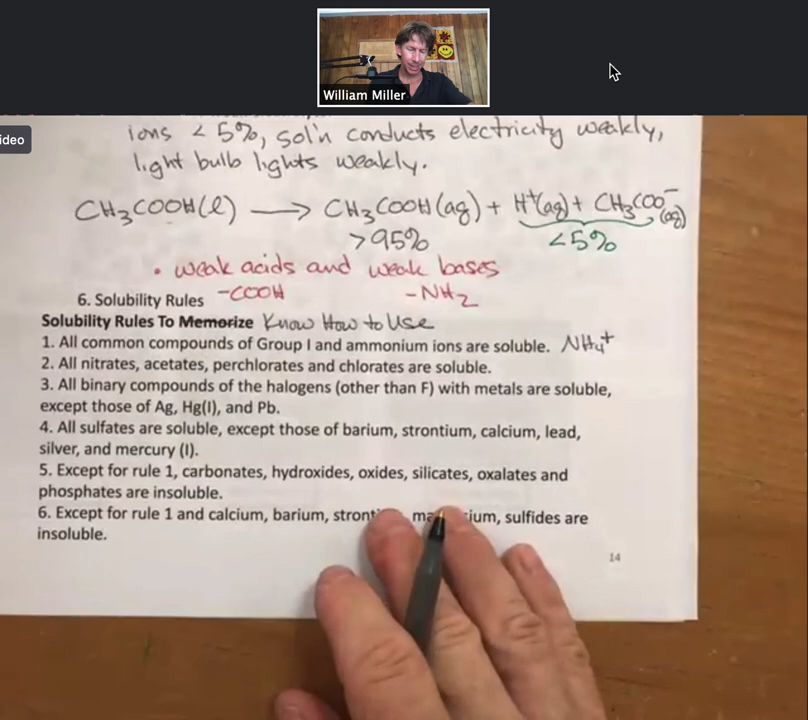 William Miller
ideo
ions < 5%, sol'n conducts electricity weakly,
light bulb lights weakly.
CH₃COOH(l) ⟶ CH₃COOH(aq) + H⁺(aq) + CH₃COO⁻(aq)
>95% <5%
• weak acids and weak bases
-COOH -NH₂
6. Solubility Rules
Solubility Rules To Memorize Know How to Use
1. All common compounds of Group I and ammonium ions are soluble. NH₄⁺
2. All nitrates, acetates, perchlorates and chlorates are soluble.
3. All binary compounds of the halogens (other than F) with metals are soluble,
except those of Ag, Hg(I), and Pb.
4. All sulfates are soluble, except those of barium, strontium, calcium, lead,
silver, and mercury (I).
5. Except for rule 1, carbonates, hydroxides, oxides, silicates, oxalates and
phosphates are insoluble.
6. Except for rule 1 and calcium, barium, sulfides are
insoluble.
14